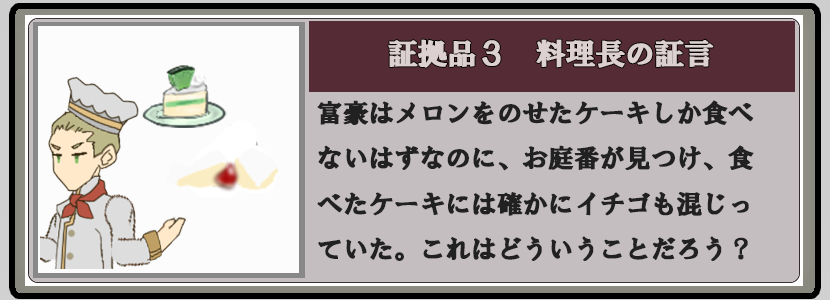 証拠品３　料理長の証言
富豪はメロンをのせたケーキしか食べ
ないはずなのに、お庭番が見つけ、食
べたケーキには確かにイチゴも混じっ
ていた。これはどういうことだろう？